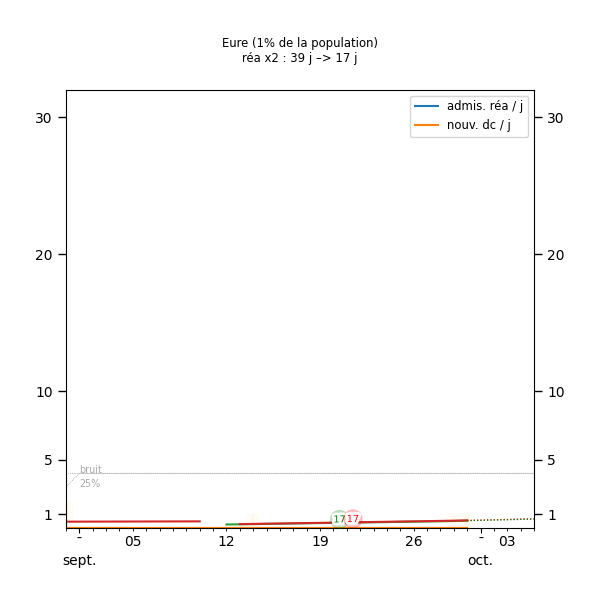 Eure (1% de la population)
réa x2 : 39 j –> 17 j
admis. réa / j
nouv. dc / j
30
30
20
20
10
10
5
5
bruit
25%
1
17
17
1
-
05
12
19
26
-
03
sept.
oct.